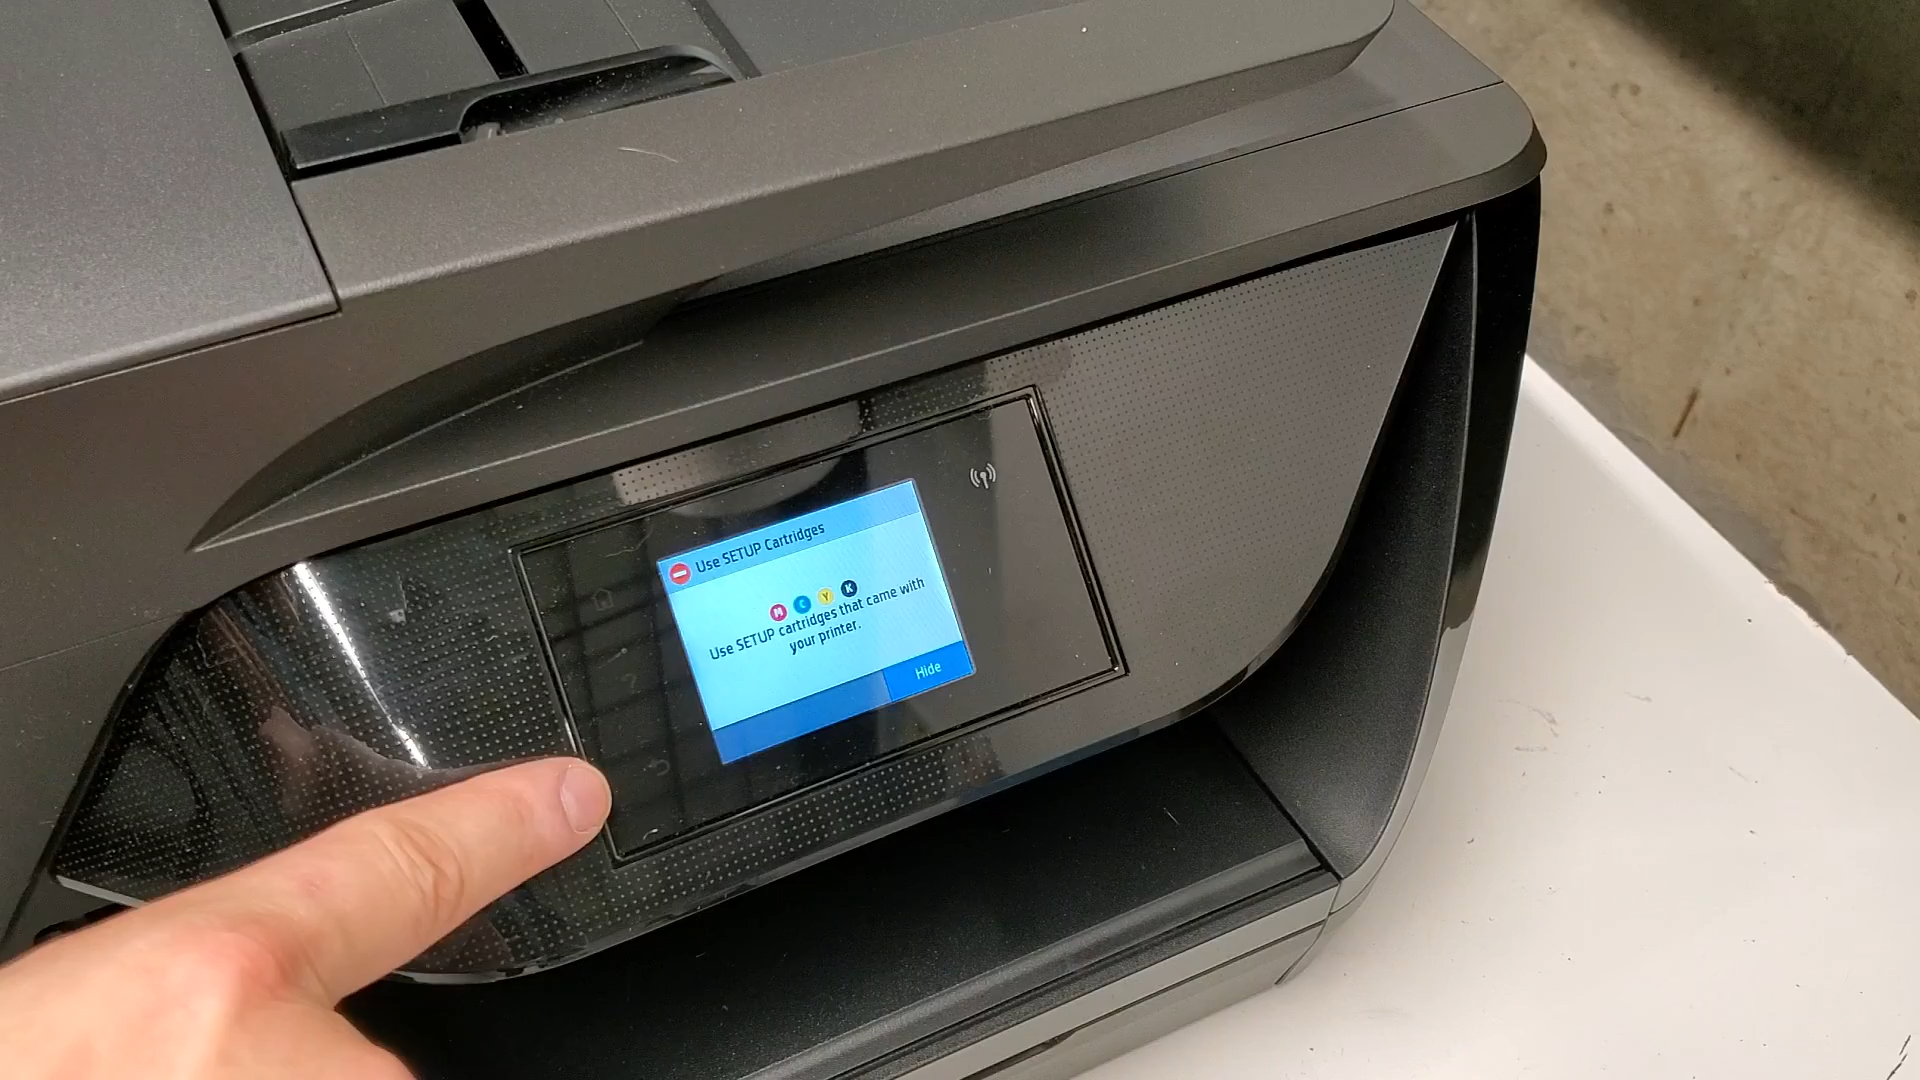 Use SETUP Cartridges
M C Y K
Use SETUP cartridges that came with
your printer.
Hide
?